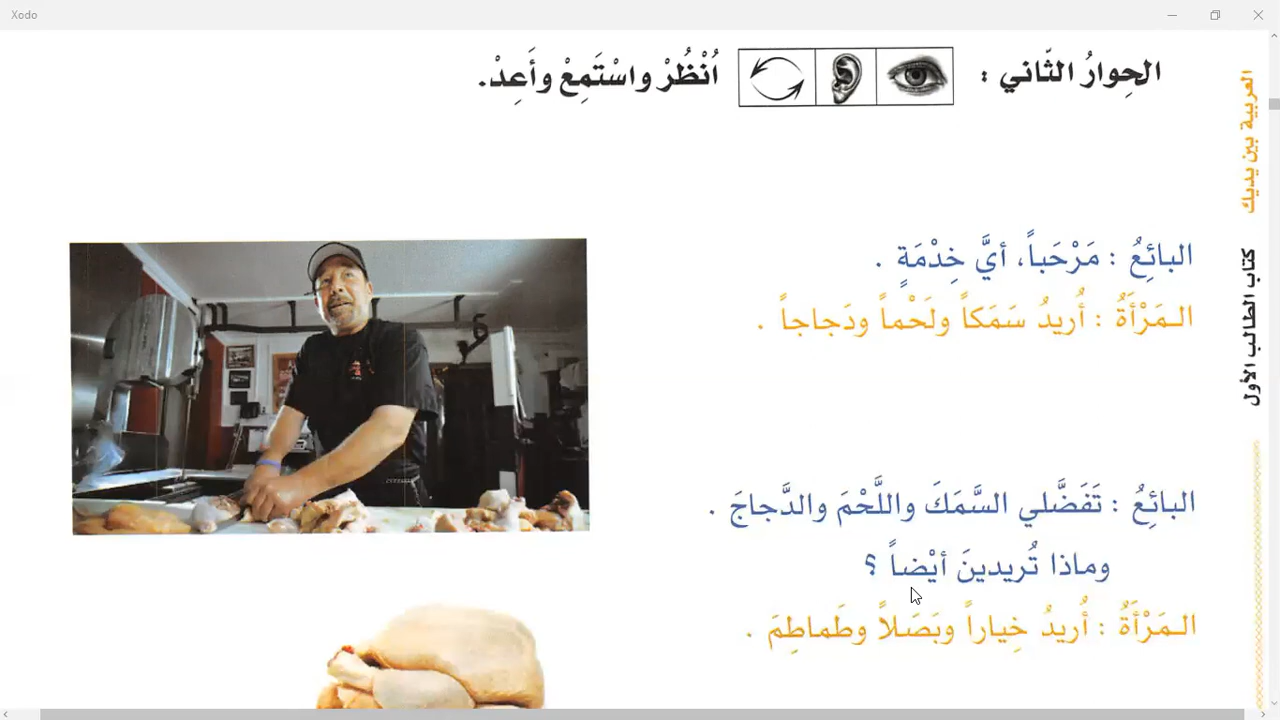 Xodo
الحِوارُ الثّاني :
اُنْظُرْ واسْتَمِعْ وأَعِدْ.
البائِعُ : مَرْحَباً، أيَّ خِدْمَةٍ .
الـمَرْأَةُ : أُريدُ سَمَكاً ولَحْماً ودَجاجاً .
البائِعُ : تَفَضَّلي السَّمَكَ واللَّحْمَ والدَّجاجَ .
وماذا تُريدينَ أيْضاً ؟
الـمَرْأَةُ : أُريدُ خِياراً وبَصَلاً وطَماطِمَ .
العربية بين يديك
كتاب الطالب الأول